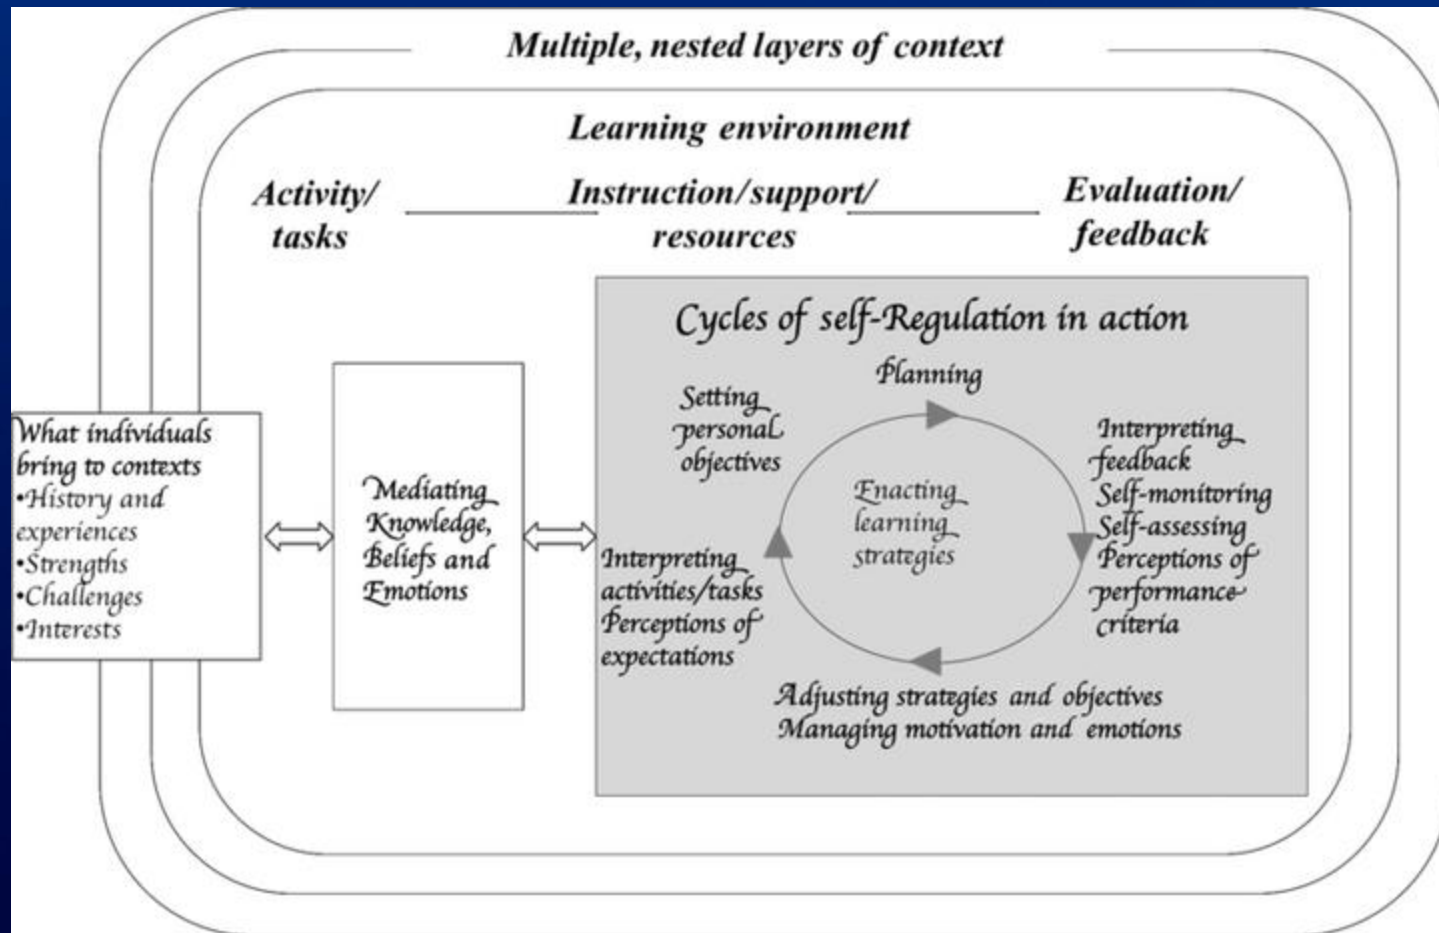 Multiple, nested layers of context
Learning environment
Activity/
tasks
Instruction/support/
resources
Evaluation/
feedback
What individuals
bring to contexts
•History and
experiences
•Strengths
•Challenges
•Interests
Mediating
Knowledge,
Beliefs and
Emotions
Cycles of self-Regulation in action
Planning
Setting
personal
objectives
Interpreting
activities/tasks
Perceptions of
expectations
Enacting
learning
strategies
Interpreting
feedback
Self-monitoring
Self-assessing
Perceptions of
performance
criteria
Adjusting strategies and objectives
Managing motivation and emotions